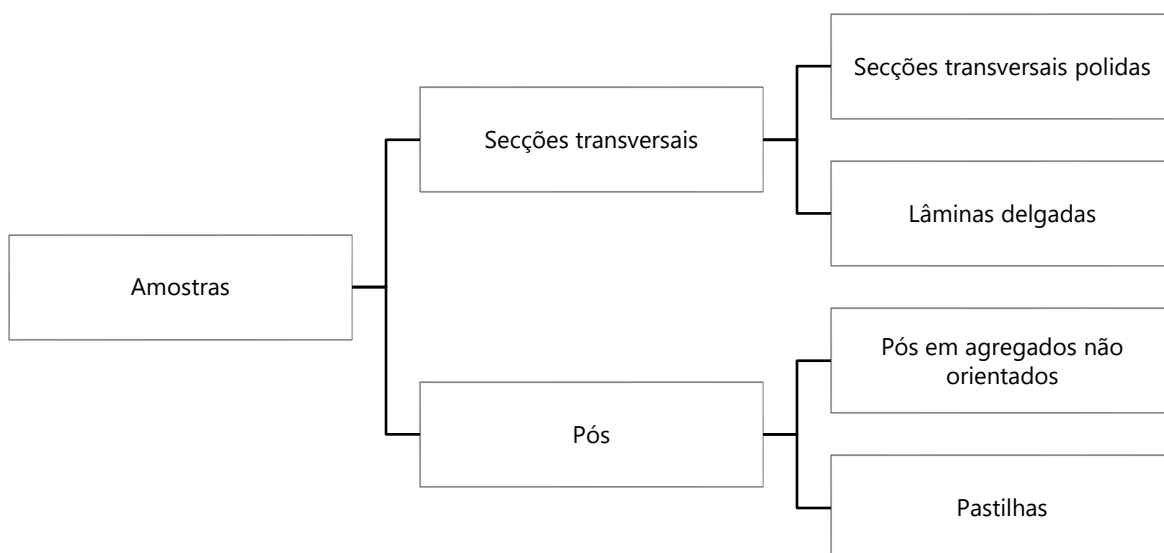 Amostras
Secções transversais
Secções transversais polidas
Lâminas delgadas
Pós
Pós em agregados não
orientados
Pastilhas